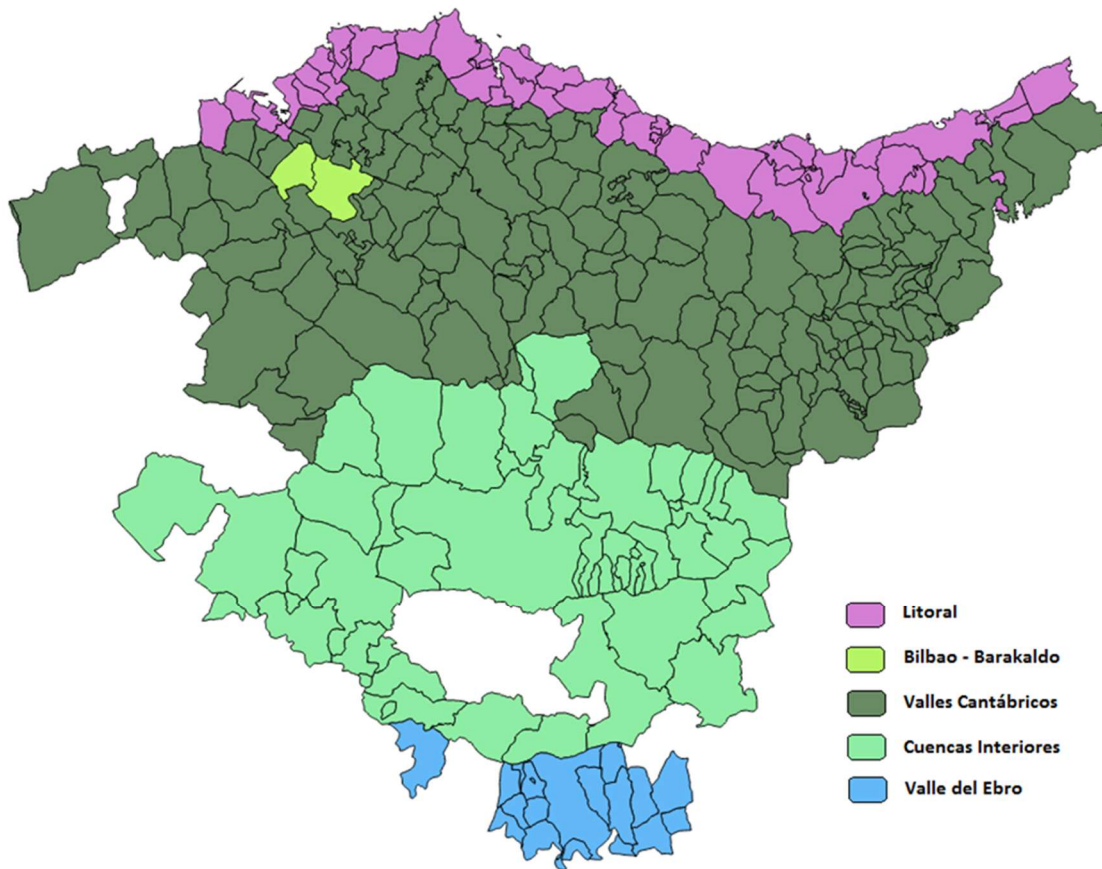 Litoral
Bilbao - Barakaldo
Valles Cantábricos
Cuencas Interiores
Valle del Ebro